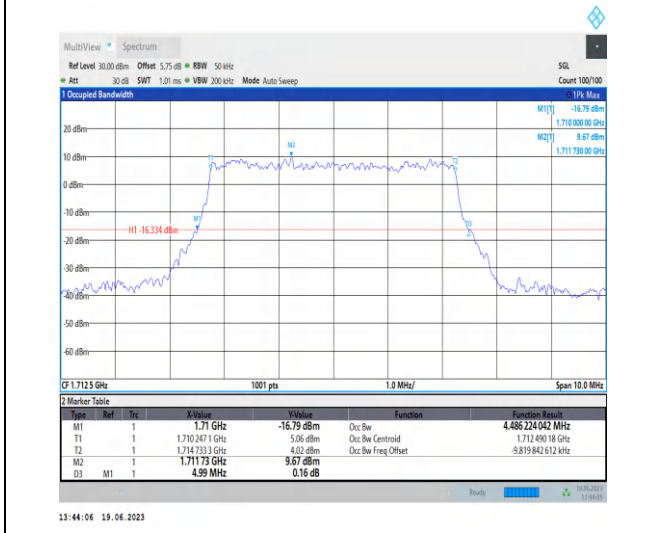 MultiView Spectrum
Ref Level 30.00 dBm Offset 5.75 dB RBW 50 kHz SGL
Att 30 dB SWT 1.01 ms VBW 200 kHz Mode Auto Sweep Count 100/100
1 Occupied Bandwidth 1Pk Max
M1[1] -16.79 dBm
1.710 000 00 GHz
M2[1] 9.67 dBm
1.711 730 00 GHz
20 dBm
M2
10 dBm
T1 T2
0 dBm
-10 dBm
M1 D3
H1 -16.334 dBm
-20 dBm
-30 dBm
-40 dBm
-50 dBm
-60 dBm
CF 1.712 5 GHz 1001 pts 1.0 MHz/ Span 10.0 MHz
2 Marker Table
Type Ref Trc X-Value Y-Value Function Function Result
M1 1 1.71 GHz -16.79 dBm Occ Bw 4.486 224 042 MHz
T1 1 1.710 247 1 GHz 5.06 dBm Occ Bw Centroid 1.712 490 18 GHz
T2 1 1.714 733 3 GHz 4.02 dBm Occ Bw Freq Offset -9.819 842 612 kHz
M2 1 1.711 73 GHz 9.67 dBm
D3 M1 1 4.99 MHz 0.16 dB
Ready 19.06.2023
13:44:05
13:44:06 19.06.2023